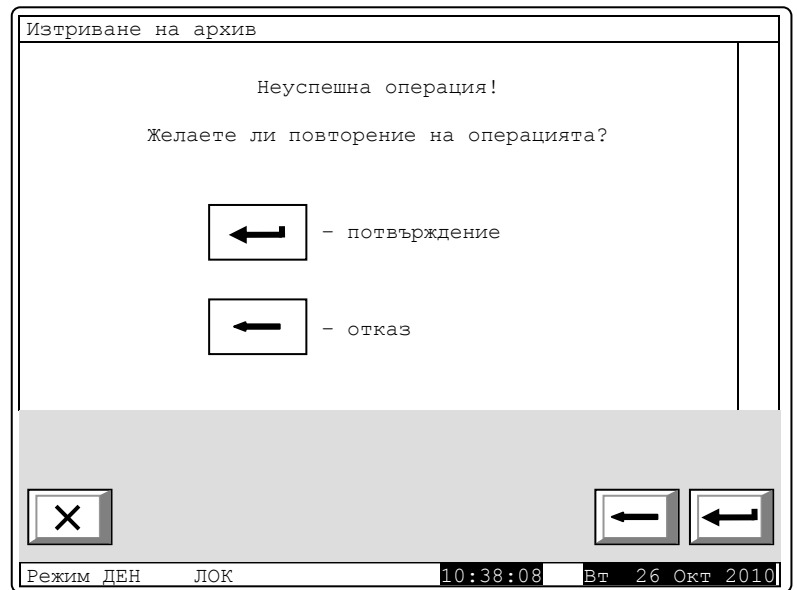 Изтриване на архив
Неуспешна операция!
Желаете ли повторение на операцията?
- потвърждение
- отказ
Режим ДЕН ЛОК 10:38:08 Вт 26 Окт 2010